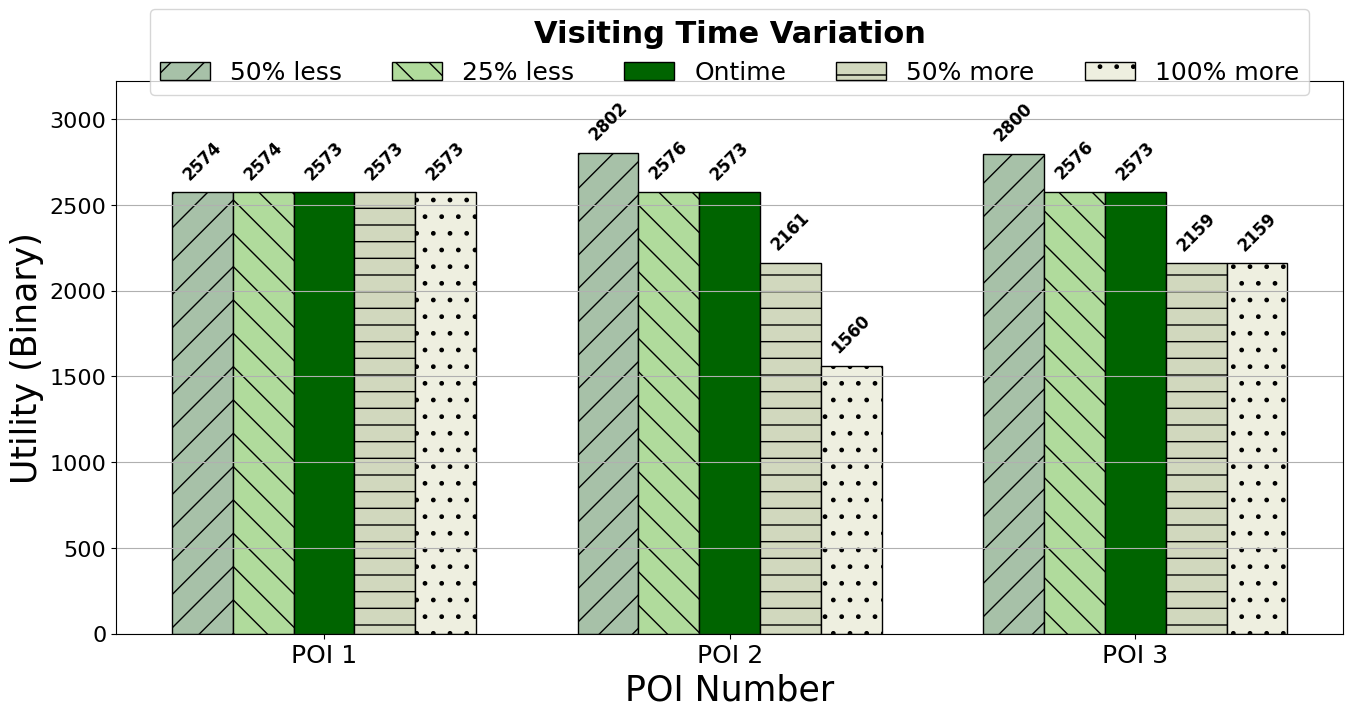 Visiting Time Variation
50% less 25% less Ontime 50% more 100% more
Utility (Binary)
3000
2500
2000
1500
1000
500
0
2574 2574 2573 2573 2573
2802 2576 2573 2161 1560
2800 2576 2573 2159 2159
POI 1 POI 2 POI 3
POI Number